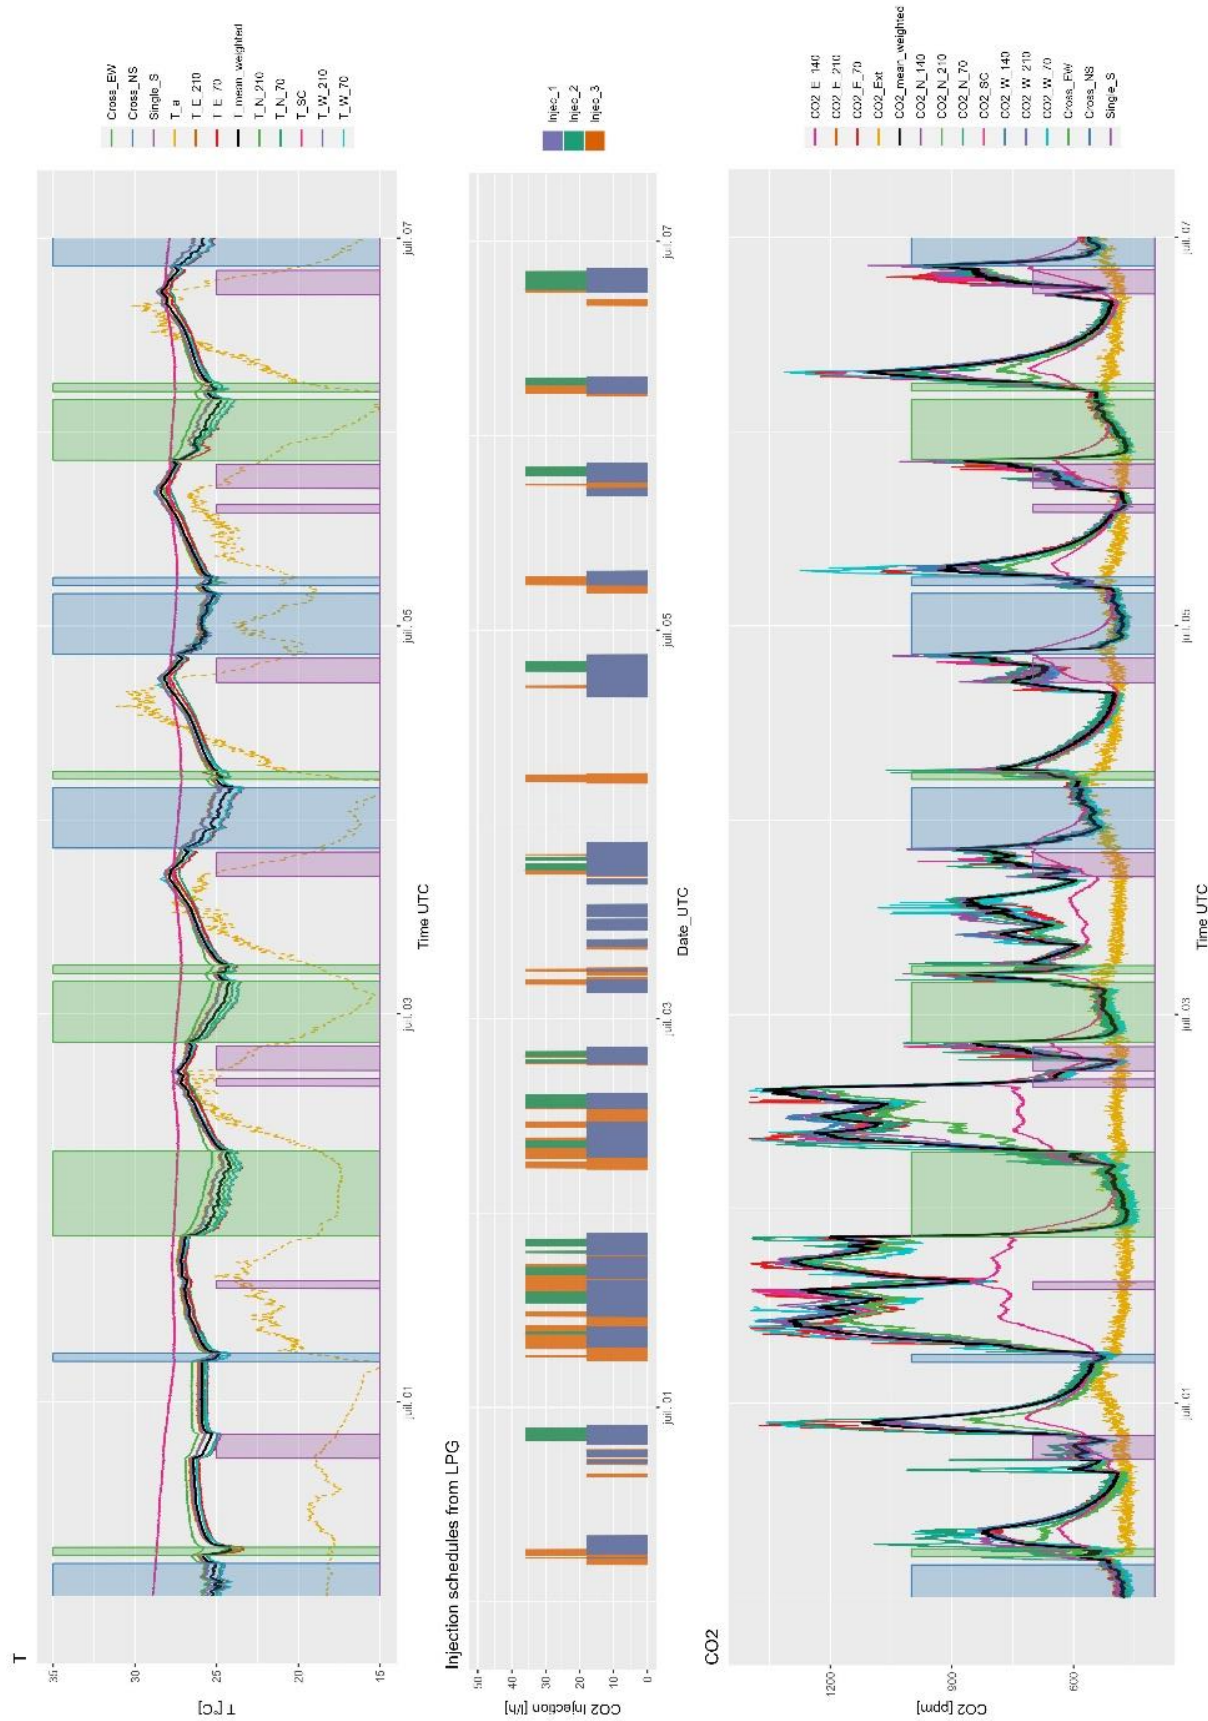 T
T [°C]
35
30
25
20
15
juil. 01
juil. 03
juil. 05
juil. 07
Time UTC
Cross_EW
Cross_NS
Single_S
T_a
T_E_210
T_E_70
T_mean_weighted
T_N_210
T_N_70
T_SC
T_W_210
T_W_70
Injection schedules from LPG
CO2 Injection [l/h]
50
40
30
20
10
0
juil. 01
juil. 03
juil. 05
juil. 07
Date_UTC
Injec_1
Injec_2
Injec_3
CO2
CO2 [ppm]
1200
900
600
juil. 01
juil. 03
juil. 05
juil. 07
Time UTC
CO2_E_140
CO2_E_210
CO2_E_70
CO2_Ext
CO2_mean_weighted
CO2_N_140
CO2_N_210
CO2_N_70
CO2_SC
CO2_W_140
CO2_W_210
CO2_W_70
Cross_EW
Cross_NS
Single_S